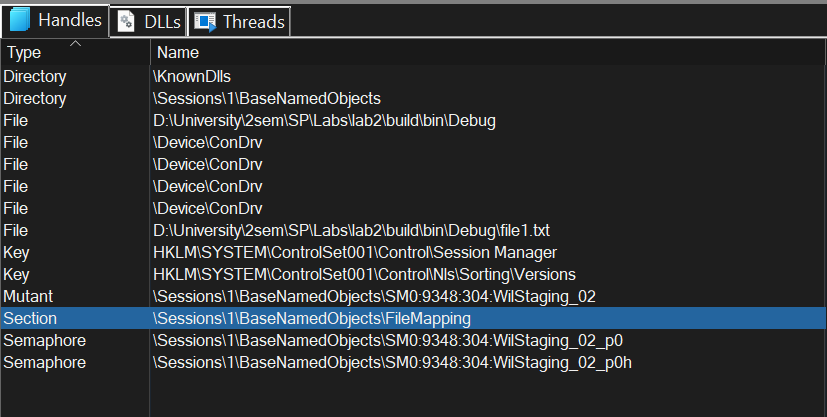 Handles DLLs Threads
Type Name
Directory \KnownDlls
Directory \Sessions\1\BaseNamedObjects
File D:\University\2sem\SP\Labs\lab2\build\bin\Debug
File \Device\ConDrv
File \Device\ConDrv
File \Device\ConDrv
File \Device\ConDrv
File D:\University\2sem\SP\Labs\lab2\build\bin\Debug\file1.txt
Key HKLM\SYSTEM\ControlSet001\Control\Session Manager
Key HKLM\SYSTEM\ControlSet001\Control\Nls\Sorting\Versions
Mutant \Sessions\1\BaseNamedObjects\SM0:9348:304:WilStaging_02
Section \Sessions\1\BaseNamedObjects\FileMapping
Semaphore \Sessions\1\BaseNamedObjects\SM0:9348:304:WilStaging_02_p0
Semaphore \Sessions\1\BaseNamedObjects\SM0:9348:304:WilStaging_02_p0h